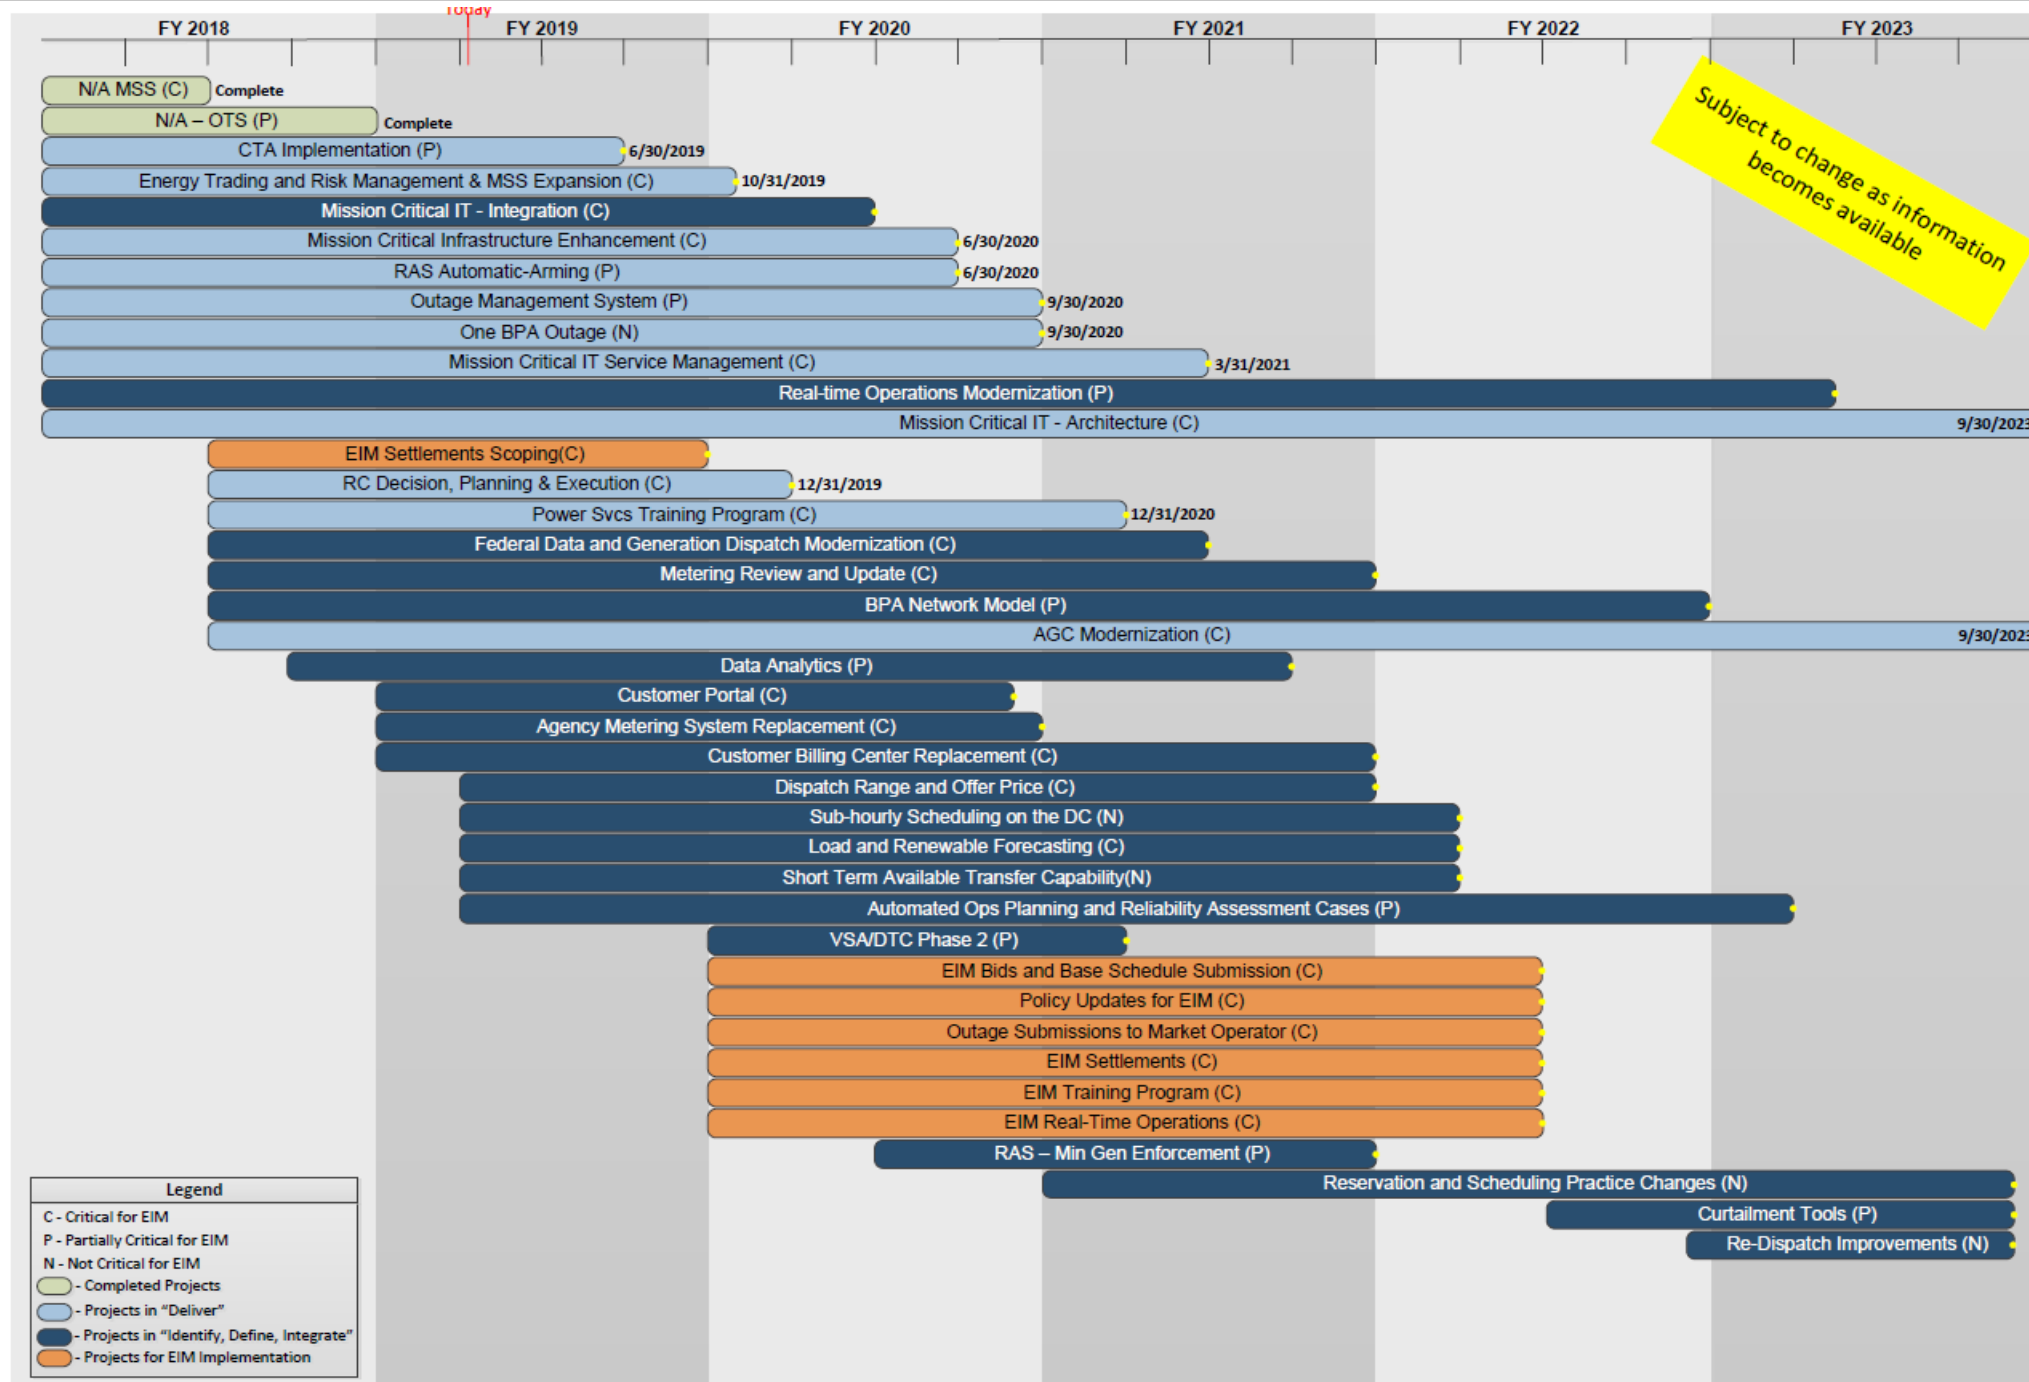 Today
FY 2018 FY 2019 FY 2020 FY 2021 FY 2022 FY 2023
N/A MSS (C) Complete
N/A – OTS (P) Complete
CTA Implementation (P) 6/30/2019
Energy Trading and Risk Management & MSS Expansion (C) 10/31/2019
Mission Critical IT - Integration (C)
Mission Critical Infrastructure Enhancement (C) 6/30/2020
RAS Automatic-Arming (P) 6/30/2020
Outage Management System (P) 9/30/2020
One BPA Outage (N) 9/30/2020
Mission Critical IT Service Management (C) 3/31/2021
Real-time Operations Modernization (P)
Mission Critical IT - Architecture (C) 9/30/2023
Subject to change as information
becomes available
EIM Settlements Scoping(C)
RC Decision, Planning & Execution (C) 12/31/2019
Power Svcs Training Program (C) 12/31/2020
Federal Data and Generation Dispatch Modernization (C)
Metering Review and Update (C)
BPA Network Model (P)
AGC Modernization (C) 9/30/2023
Data Analytics (P)
Customer Portal (C)
Agency Metering System Replacement (C)
Customer Billing Center Replacement (C)
Dispatch Range and Offer Price (C)
Sub-hourly Scheduling on the DC (N)
Load and Renewable Forecasting (C)
Short Term Available Transfer Capability(N)
Automated Ops Planning and Reliability Assessment Cases (P)
VSA/DTC Phase 2 (P)
EIM Bids and Base Schedule Submission (C)
Policy Updates for EIM (C)
Outage Submissions to Market Operator (C)
EIM Settlements (C)
EIM Training Program (C)
EIM Real-Time Operations (C)
RAS – Min Gen Enforcement (P)
Reservation and Scheduling Practice Changes (N)
Curtailment Tools (P)
Re-Dispatch Improvements (N)
Legend
C - Critical for EIM
P - Partially Critical for EIM
N - Not Critical for EIM
- Completed Projects
- Projects in “Deliver”
- Projects in “Identify, Define, Integrate”
- Projects for EIM Implementation